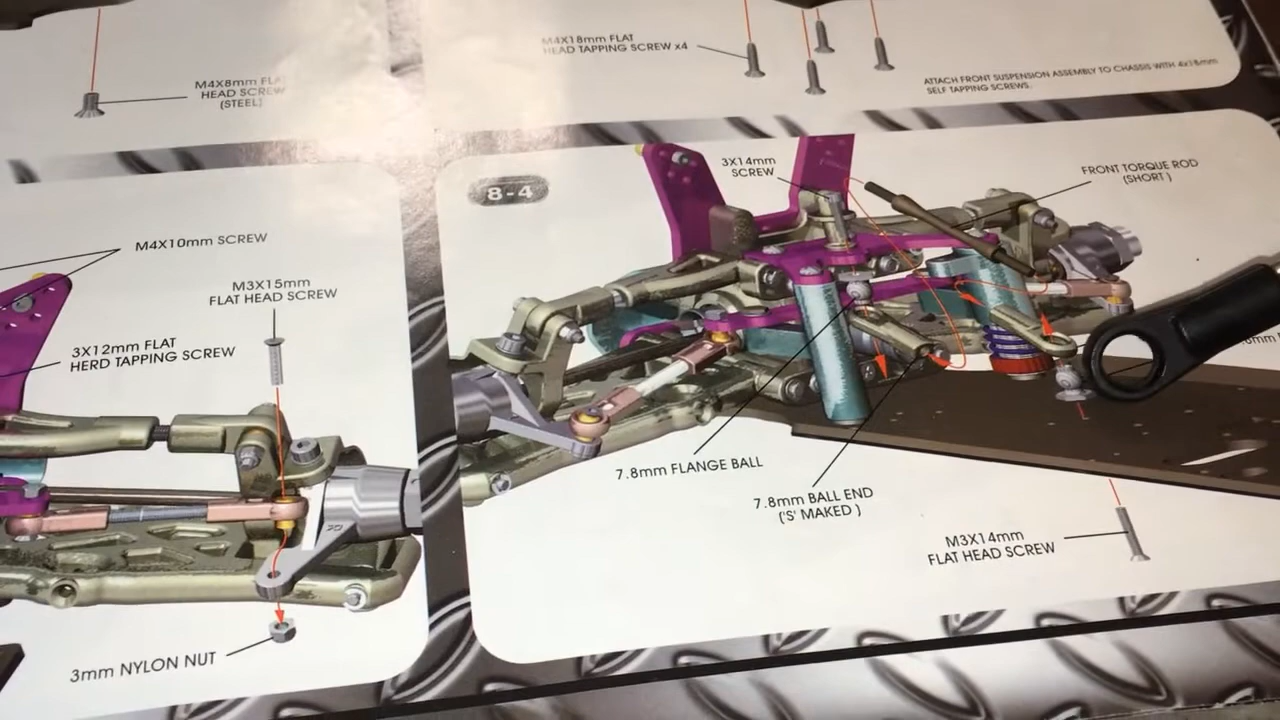 M4X8mm FLA
HEAD SCREW
(STEEL)
M4X18mm FLAT
HEAD TAPPING SCREW x4
ATTACH FRONT SUSPENSION ASSEMBLY TO CHASSIS WITH 4x18mm
SELF TAPPING SCREWS.
M4X10mm SCREW
M3X15mm
FLAT HEAD SCREW
3X12mm FLAT
HERD TAPPING SCREW
3mm NYLON NUT
8-4
3X14mm
SCREW
FRONT TORQUE ROD
(SHORT )
7.8mm FLANGE BALL
7.8mm BALL END
('S' MAKED )
M3X14mm
FLAT HEAD SCREW